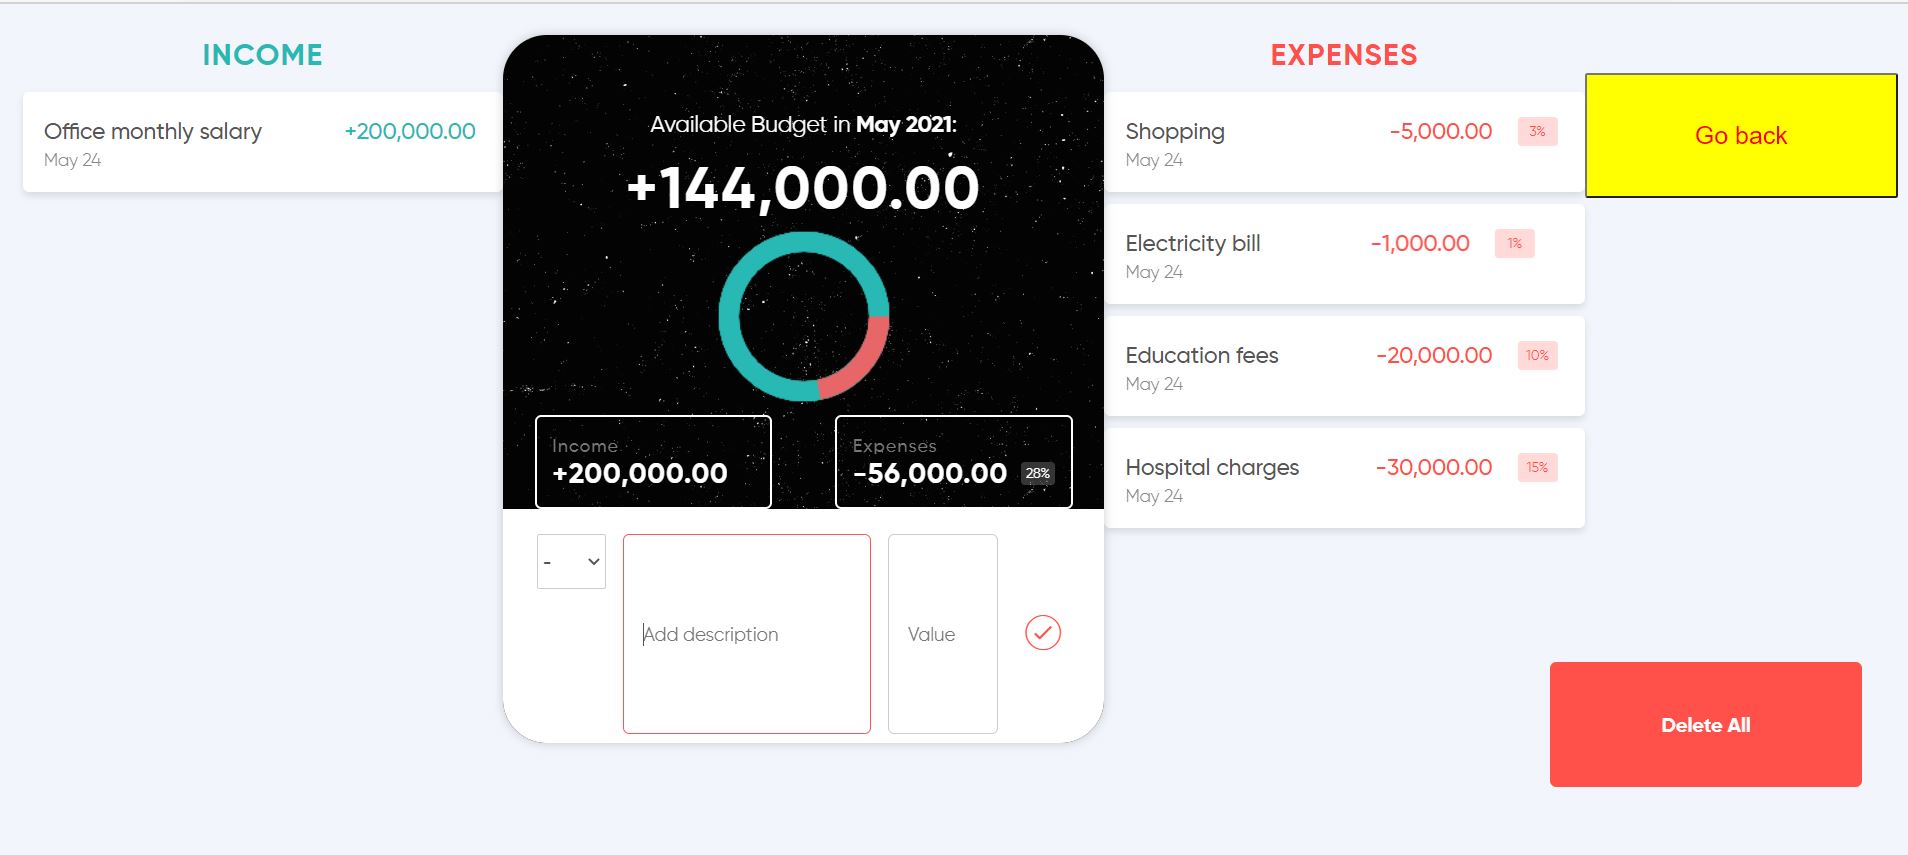 INCOME
Office monthly salary +200,000.00
May 24
Available Budget in May 2021:
+144,000.00
Income
+200,000.00
Expenses
-56,000.00 28%
-
Add description
Value
EXPENSES
Shopping -5,000.00 3%
May 24
Electricity bill -1,000.00 1%
May 24
Education fees -20,000.00 10%
May 24
Hospital charges -30,000.00 15%
May 24
Go back
Delete All